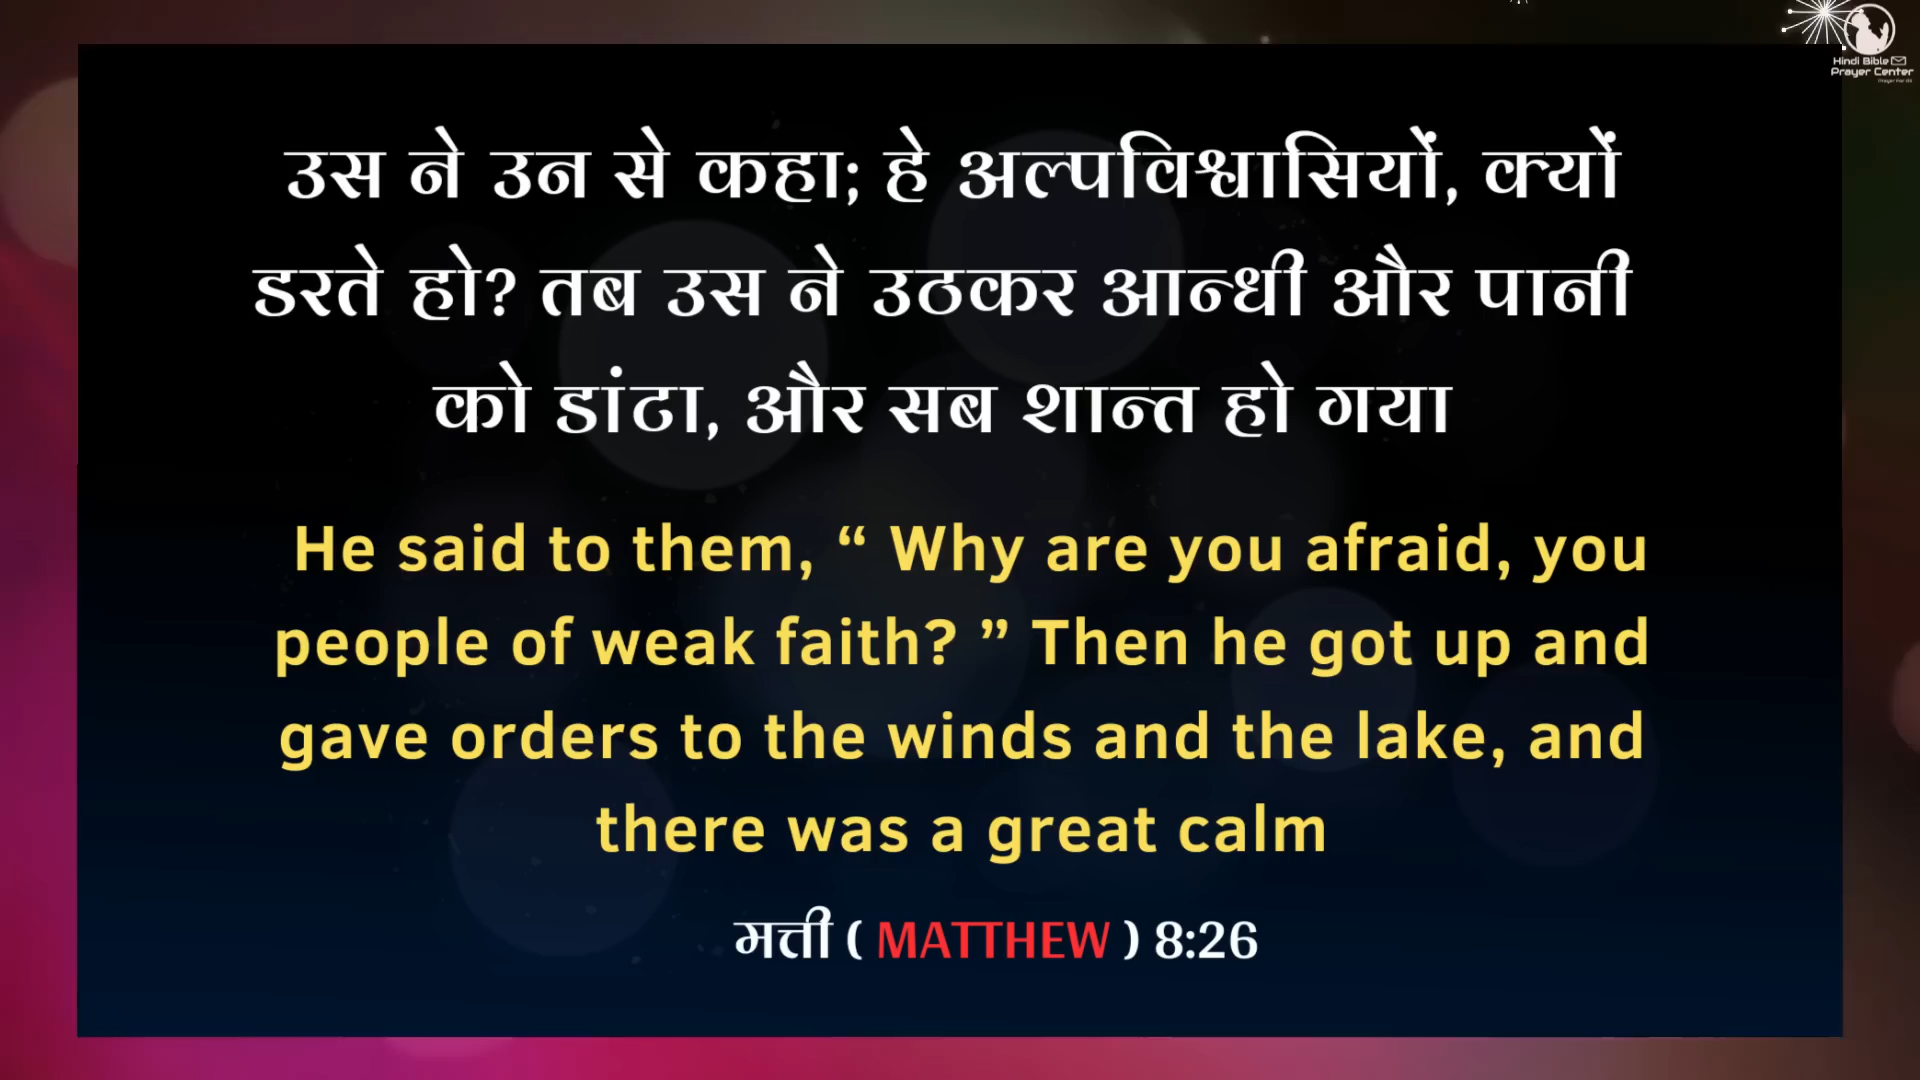 Hindi Bible
Prayer Center
उस ने उन से कहा; हे अल्पविश्वासियों, क्यों
डरते हो? तब उस ने उठकर आन्धी और पानी
को डांटा, और सब शान्त हो गया
He said to them, “ Why are you afraid, you
people of weak faith? ” Then he got up and
gave orders to the winds and the lake, and
there was a great calm
मत्ती ( MATTHEW ) 8:26